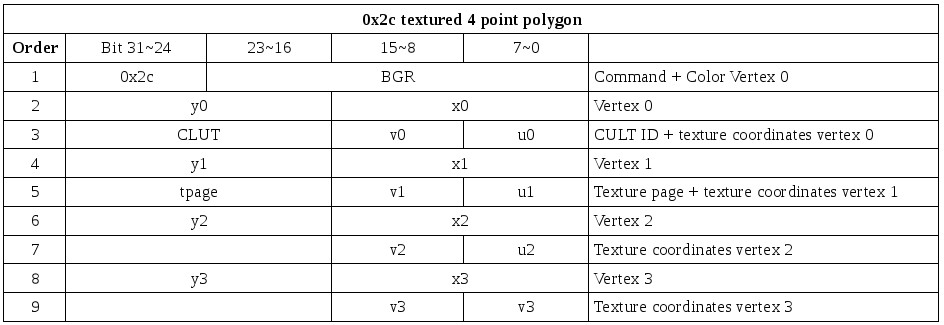 0x2c textured 4 point polygon
Order Bit 31~24 23~16 15~8 7~0
1 0x2c BGR Command + Color Vertex 0
2 y0 x0 Vertex 0
3 CLUT v0 u0 CULT ID + texture coordinates vertex 0
4 y1 x1 Vertex 1
5 tpage v1 u1 Texture page + texture coordinates vertex 1
6 y2 x2 Vertex 2
7 v2 u2 Texture coordinates vertex 2
8 y3 x3 Vertex 3
9 v3 v3 Texture coordinates vertex 3